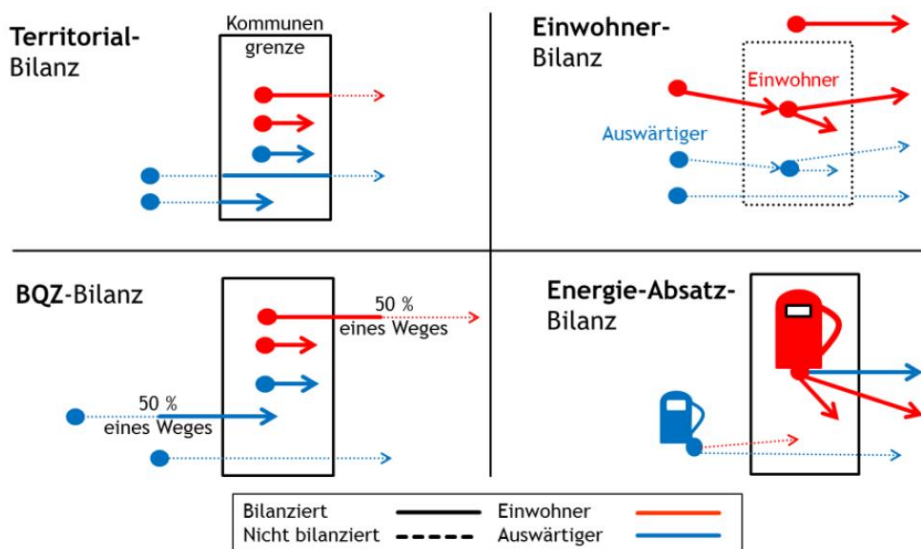 Territorial-
Bilanz
Kommunen
grenze
Einwohner-
Bilanz
Einwohner
Auswärtiger
BQZ-Bilanz
50 %
eines Weges
50 %
eines Weges
Energie-Absatz-
Bilanz
Bilanziert
Einwohner
Nicht bilanziert
Auswärtiger